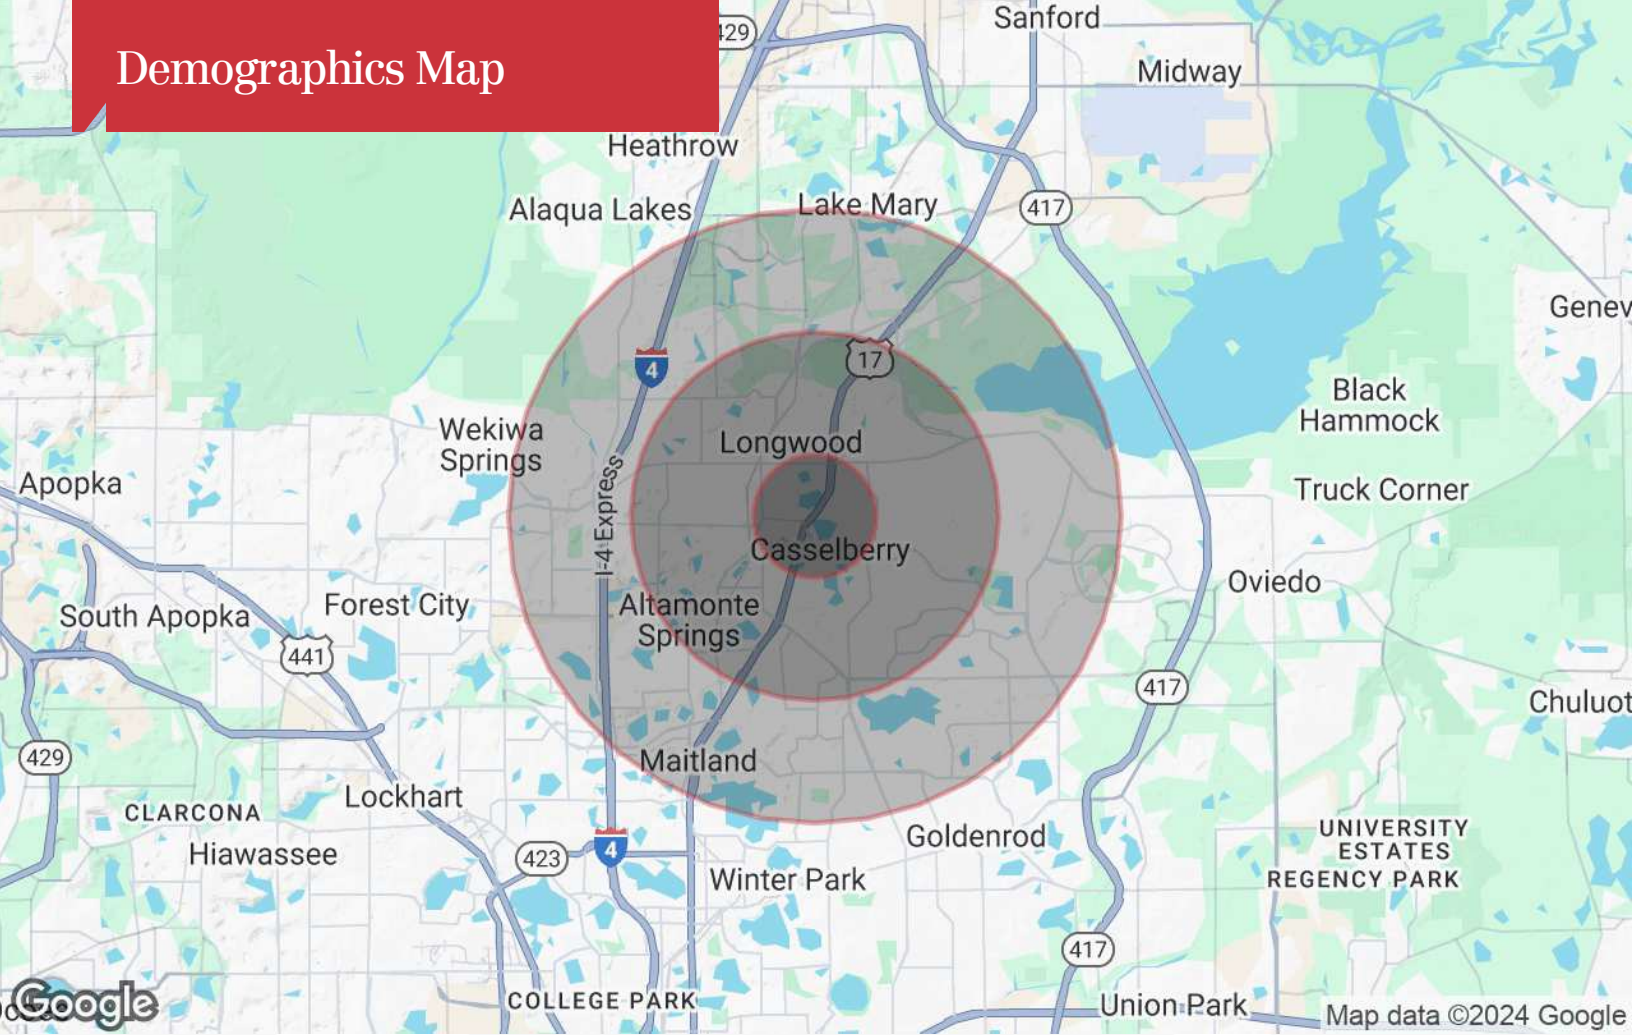 Demographics Map
Sanford
429
Midway
Heathrow
Alaqua Lakes
Lake Mary
417
Genev
17
4
Black
Hammock
Wekiwa
Springs
Longwood
Apopka
Truck Corner
I-4 Express
Casselberry
Oviedo
South Apopka
Forest City
Altamonte
Springs
441
417
Chuluot
429
Maitland
Lockhart
CLARCONA
Hiawassee
423
4
Goldenrod
UNIVERSITY
ESTATES
REGENCY PARK
Winter Park
417
COLLEGE PARK
Union Park
Google
Map data ©2024 Google